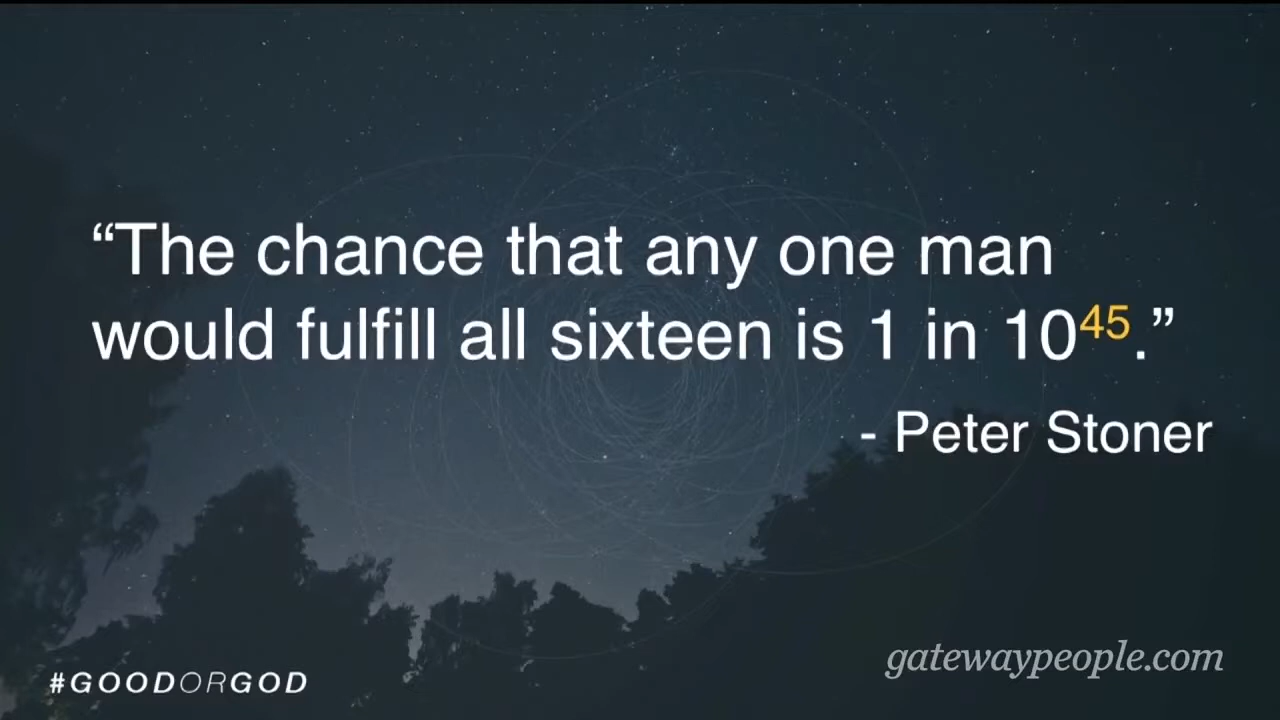 “The chance that any one man
would fulfill all sixteen is 1 in 10⁴⁵.”
- Peter Stoner
#GOODORGOD
gatewaypeople.com